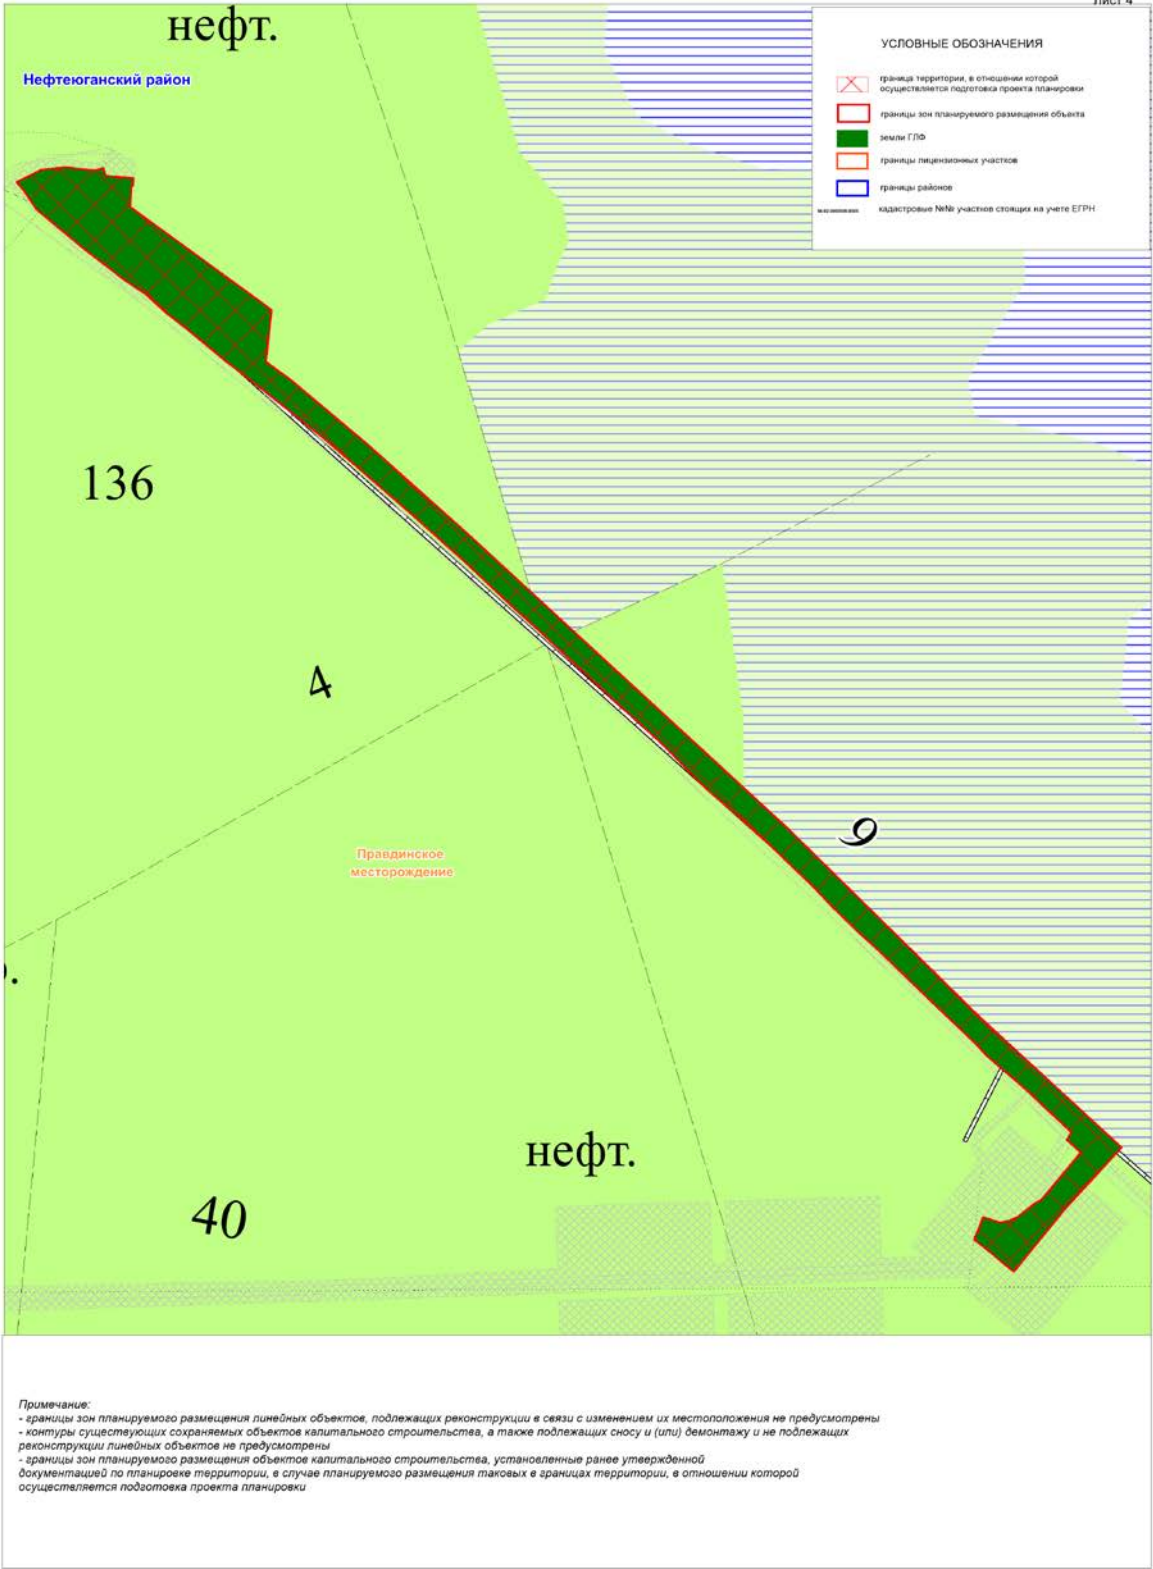 Лист 4
нефт.
Нефтеюганский район
УСЛОВНЫЕ ОБОЗНАЧЕНИЯ
граница территории, в отношении которой
осуществляется подготовка проекта планировки
границы зон планируемого размещения объекта
земли ГЛФ
границы лицензионных участков
границы районов
кадастровые №№ участков стоящих на учете ЕГРН
136
4
9
Правдинское
месторождение
нефт.
40
Примечание:
- границы зон планируемого размещения линейных объектов, подлежащих реконструкции в связи с изменением их местоположения не предусмотрены
- контуры существующих сохраняемых объектов капитального строительства, а также подлежащих сносу и (или) демонтажу и не подлежащих
реконструкции линейных объектов не предусмотрены
- границы зон планируемого размещения объектов капитального строительства, установленные ранее утвержденной
документацией по планировке территории, в случае планируемого размещения таковых в границах территории, в отношении которой
осуществляется подготовка проекта планировки